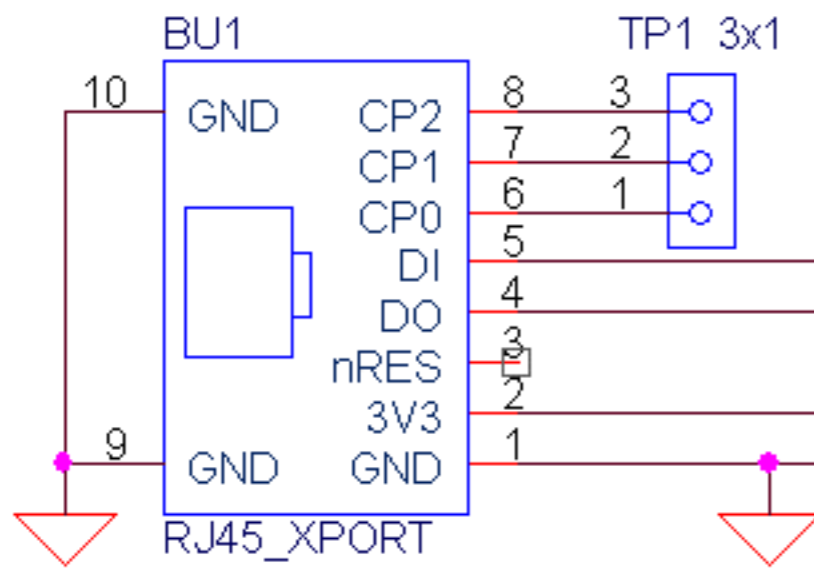 BU1 TP1 3x1
10 GND CP2 8 3
CP1 7 2
CP0 6 1
DI 5
DO 4
nRES 3
3V3 2
9 GND GND 1
RJ45_XPORT